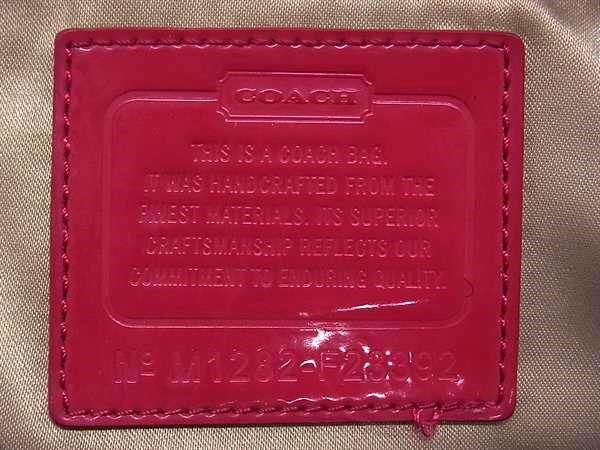 COACH
THIS IS A COACH BAG.
IT WAS HANDCRAFTED FROM THE
FINEST MATERIALS. ITS SUPERIOR
CRAFTSMANSHIP REFLECTS OUR
COMMITMENT TO ENDURING QUALITY.
Nº M1282-F28392